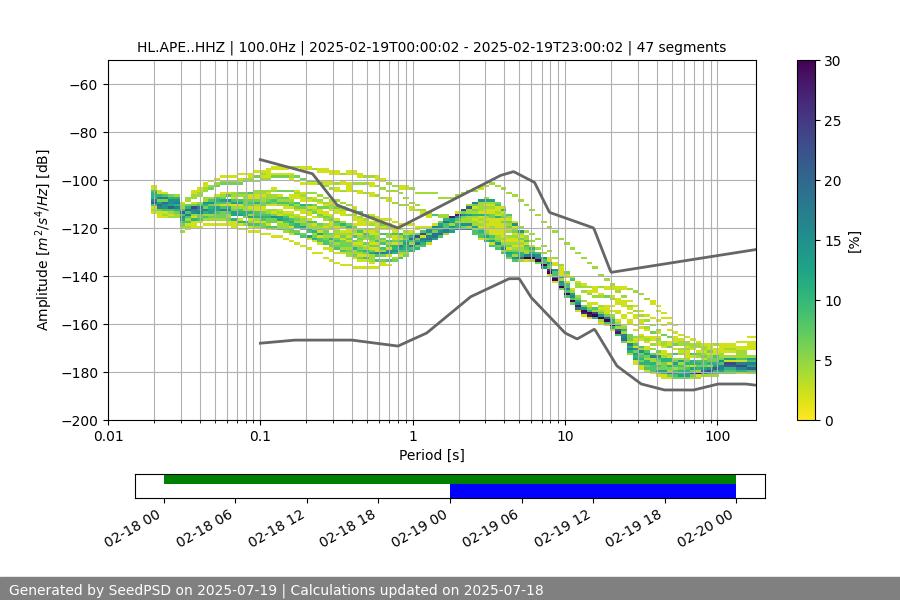 HL.APE..HHZ | 100.0Hz | 2025-02-19T00:00:02 - 2025-02-19T23:00:02 | 47 segments
Amplitude [m²/s⁴/Hz] [dB]
−60
−80
−100
−120
−140
−160
−180
−200
0.01 0.1 1 10 100
Period [s]
30
25
20
15
10
5
0
[%]
02-18 00 02-18 06 02-18 12 02-18 18 02-19 00 02-19 06 02-19 12 02-19 18 02-20 00
Generated by SeedPSD on 2025-07-19 | Calculations updated on 2025-07-18